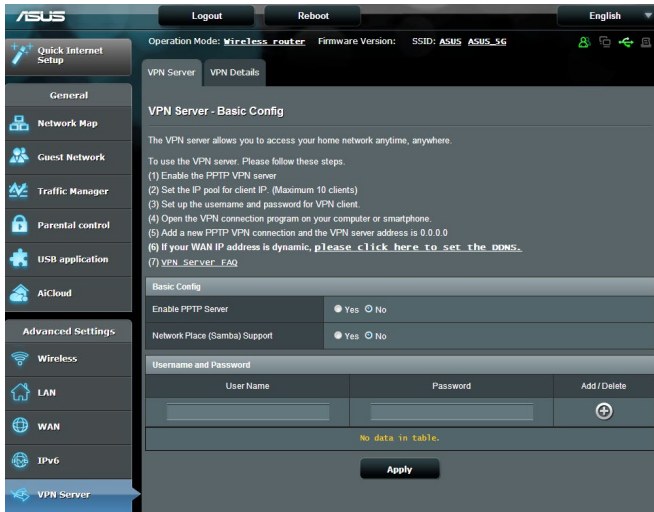 ASUS
Logout
Reboot
English
Quick Internet
Setup
Operation Mode: Wireless router Firmware Version: SSID: ASUS ASUS_5G
VPN Server
VPN Details
General
Network Map
Guest Network
Traffic Manager
Parental control
USB application
AiCloud
Advanced Settings
Wireless
LAN
WAN
IPv6
VPN Server
VPN Server - Basic Config
The VPN server allows you to access your home network anytime, anywhere.
To use the VPN server. Please follow these steps.
(1) Enable the PPTP VPN server
(2) Set the IP pool for client IP. (Maximum 10 clients)
(3) Set up the username and password for VPN client.
(4) Open the VPN connection program on your computer or smartphone.
(5) Add a new PPTP VPN connection and the VPN server address is 0.0.0.0
(6) If your WAN IP address is dynamic, please click here to set the DDNS.
(7) VPN Server FAQ
Basic Config
Enable PPTP Server
Yes No
Network Place (Samba) Support
Yes No
Username and Password
User Name
Password
Add / Delete
No data in table.
Apply